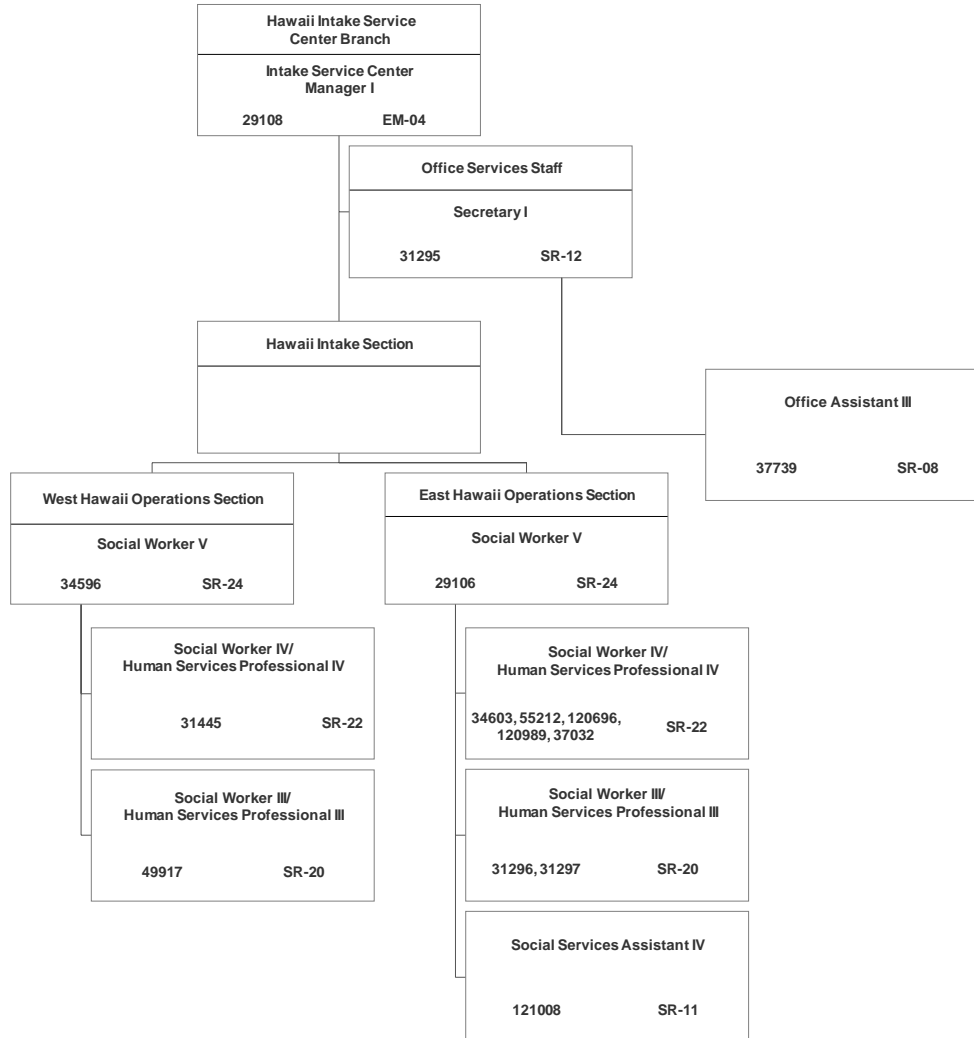 Hawaii Intake Service
Center Branch
Intake Service Center
Manager I
29108 EM-04
Office Services Staff
Secretary I
31295 SR-12
Hawaii Intake Section
Office Assistant III
37739 SR-08
West Hawaii Operations Section
Social Worker V
34596 SR-24
East Hawaii Operations Section
Social Worker V
29106 SR-24
Social Worker IV/
Human Services Professional IV
31445 SR-22
Social Worker III/
Human Services Professional III
49917 SR-20
Social Worker IV/
Human Services Professional IV
34603, 55212, 120696,
120989, 37032 SR-22
Social Worker III/
Human Services Professional III
31296, 31297 SR-20
Social Services Assistant IV
121008 SR-11